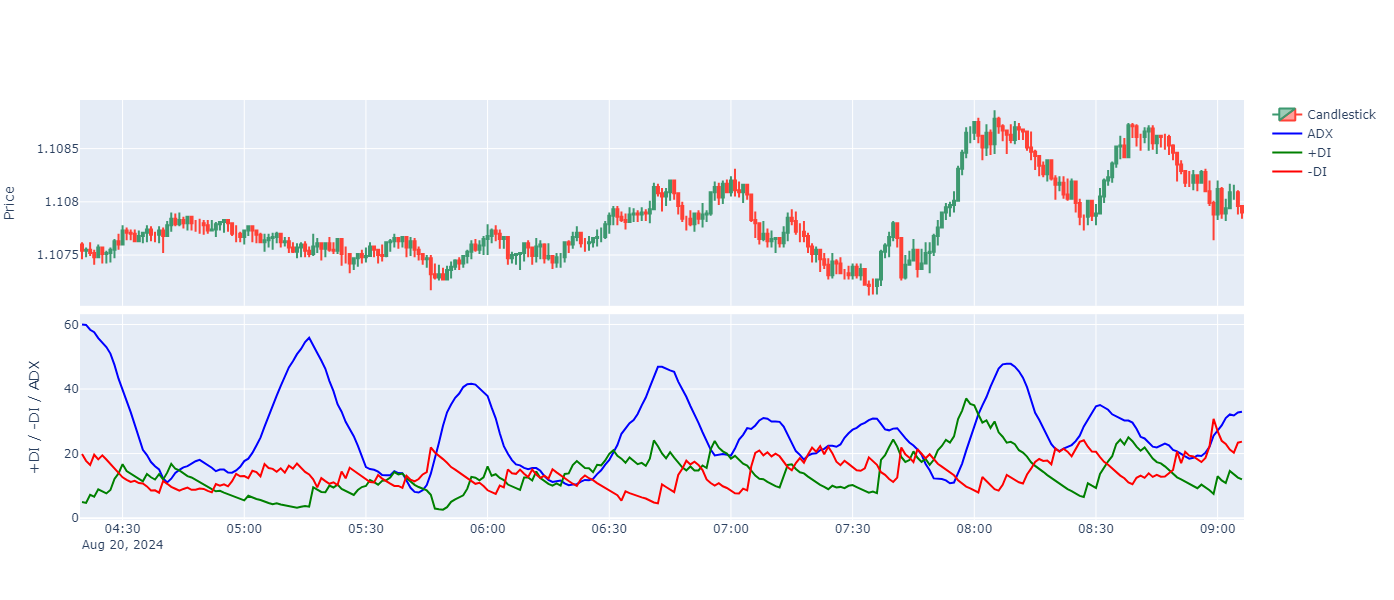 Price
1.1085
1.108
1.1075
Candlestick
ADX
+DI
-DI
+DI / -DI / ADX
60
40
20
0
04:30 05:00 05:30 06:00 06:30 07:00 07:30 08:00 08:30 09:00
Aug 20, 2024